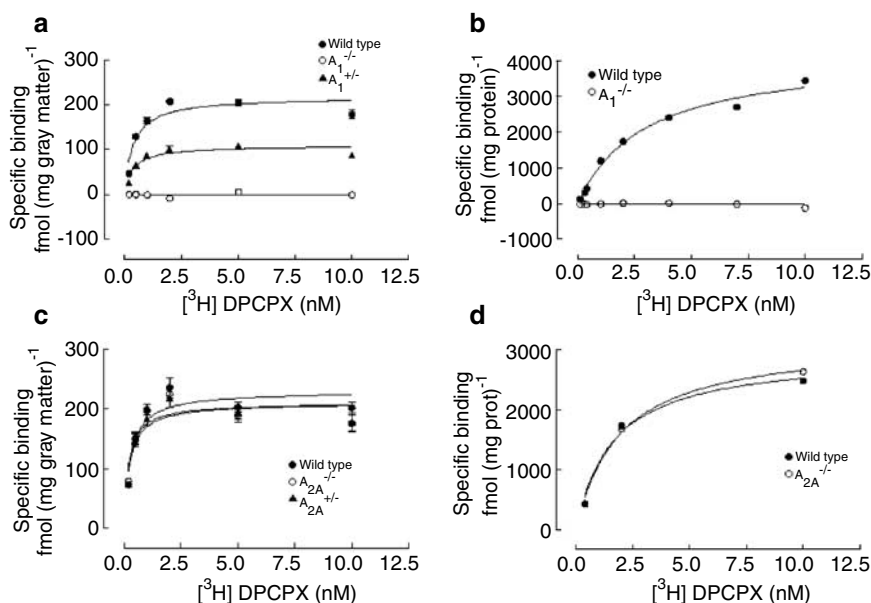 a
Specific binding
fmol (mg gray matter)⁻¹
300
200
100
0
-100
Wild type
A₁⁻/⁻
A₁⁺/⁻
0.0 2.5 5.0 7.5 10.0 12.5
[³H] DPCPX (nM)
b
Specific binding
fmol (mg protein)⁻¹
4000
3000
2000
1000
0
-1000
Wild type
A₁⁻/⁻
0.0 2.5 5.0 7.5 10.0 12.5
[³H] DPCPX (nM)
c
Specific binding
fmol (mg gray matter)⁻¹
300
200
100
0
Wild type
A₂A⁻/⁻
A₂A⁺/⁻
0.0 2.5 5.0 7.5 10.0 12.5
[³H] DPCPX (nM)
d
Specific binding
fmol (mg prot)⁻¹
3000
2000
1000
0
Wild type
A₂A⁻/⁻
0.0 2.5 5.0 7.5 10.0 12.5
[³H] DPCPX (nM)